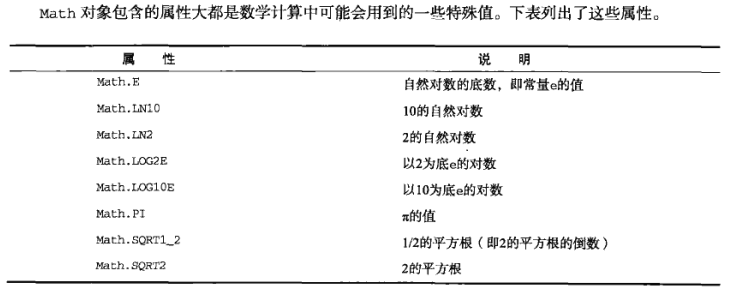 Math 对象包含的属性大都是数学计算中可能会用到的一些特殊值。下表列出了这些属性。
属 性 说 明
Math.E 自然对数的底数，即常量e的值
Math.LN10 10的自然对数
Math.LN2 2的自然对数
Math.LOG2E 以2为底e的对数
Math.LOG10E 以10为底e的对数
Math.PI π的值
Math.SQRT1_2 1/2的平方根（即2的平方根的倒数）
Math.SQRT2 2的平方根